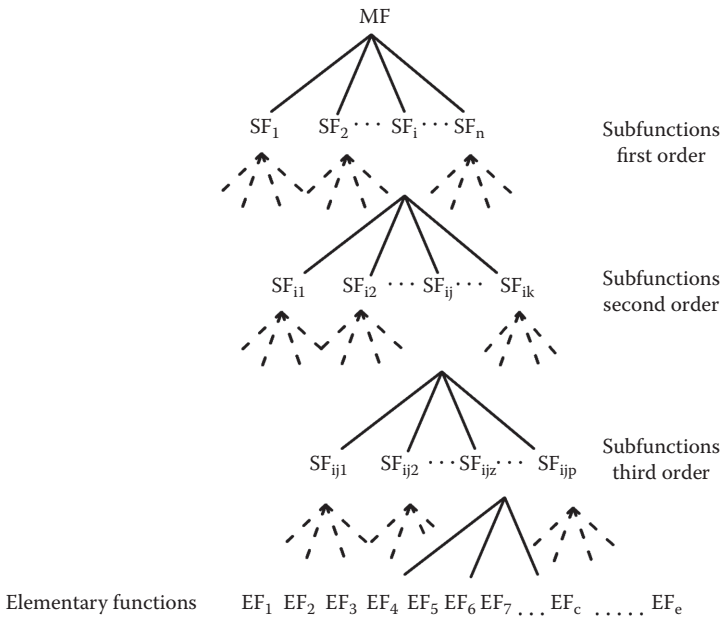 MF
SF₁ SF₂ ··· SFᵢ ··· SFₙ
Subfunctions
first order
SFᵢ₁ SFᵢ₂ ··· SFᵢⱼ ··· SFᵢₖ
Subfunctions
second order
SFᵢⱼ₁ SFᵢⱼ₂ ··· SFᵢⱼz ··· SFᵢⱼₚ
Subfunctions
third order
Elementary functions EF₁ EF₂ EF₃ EF₄ EF₅ EF₆ EF₇ ... EF꜀ ..... EFₑ